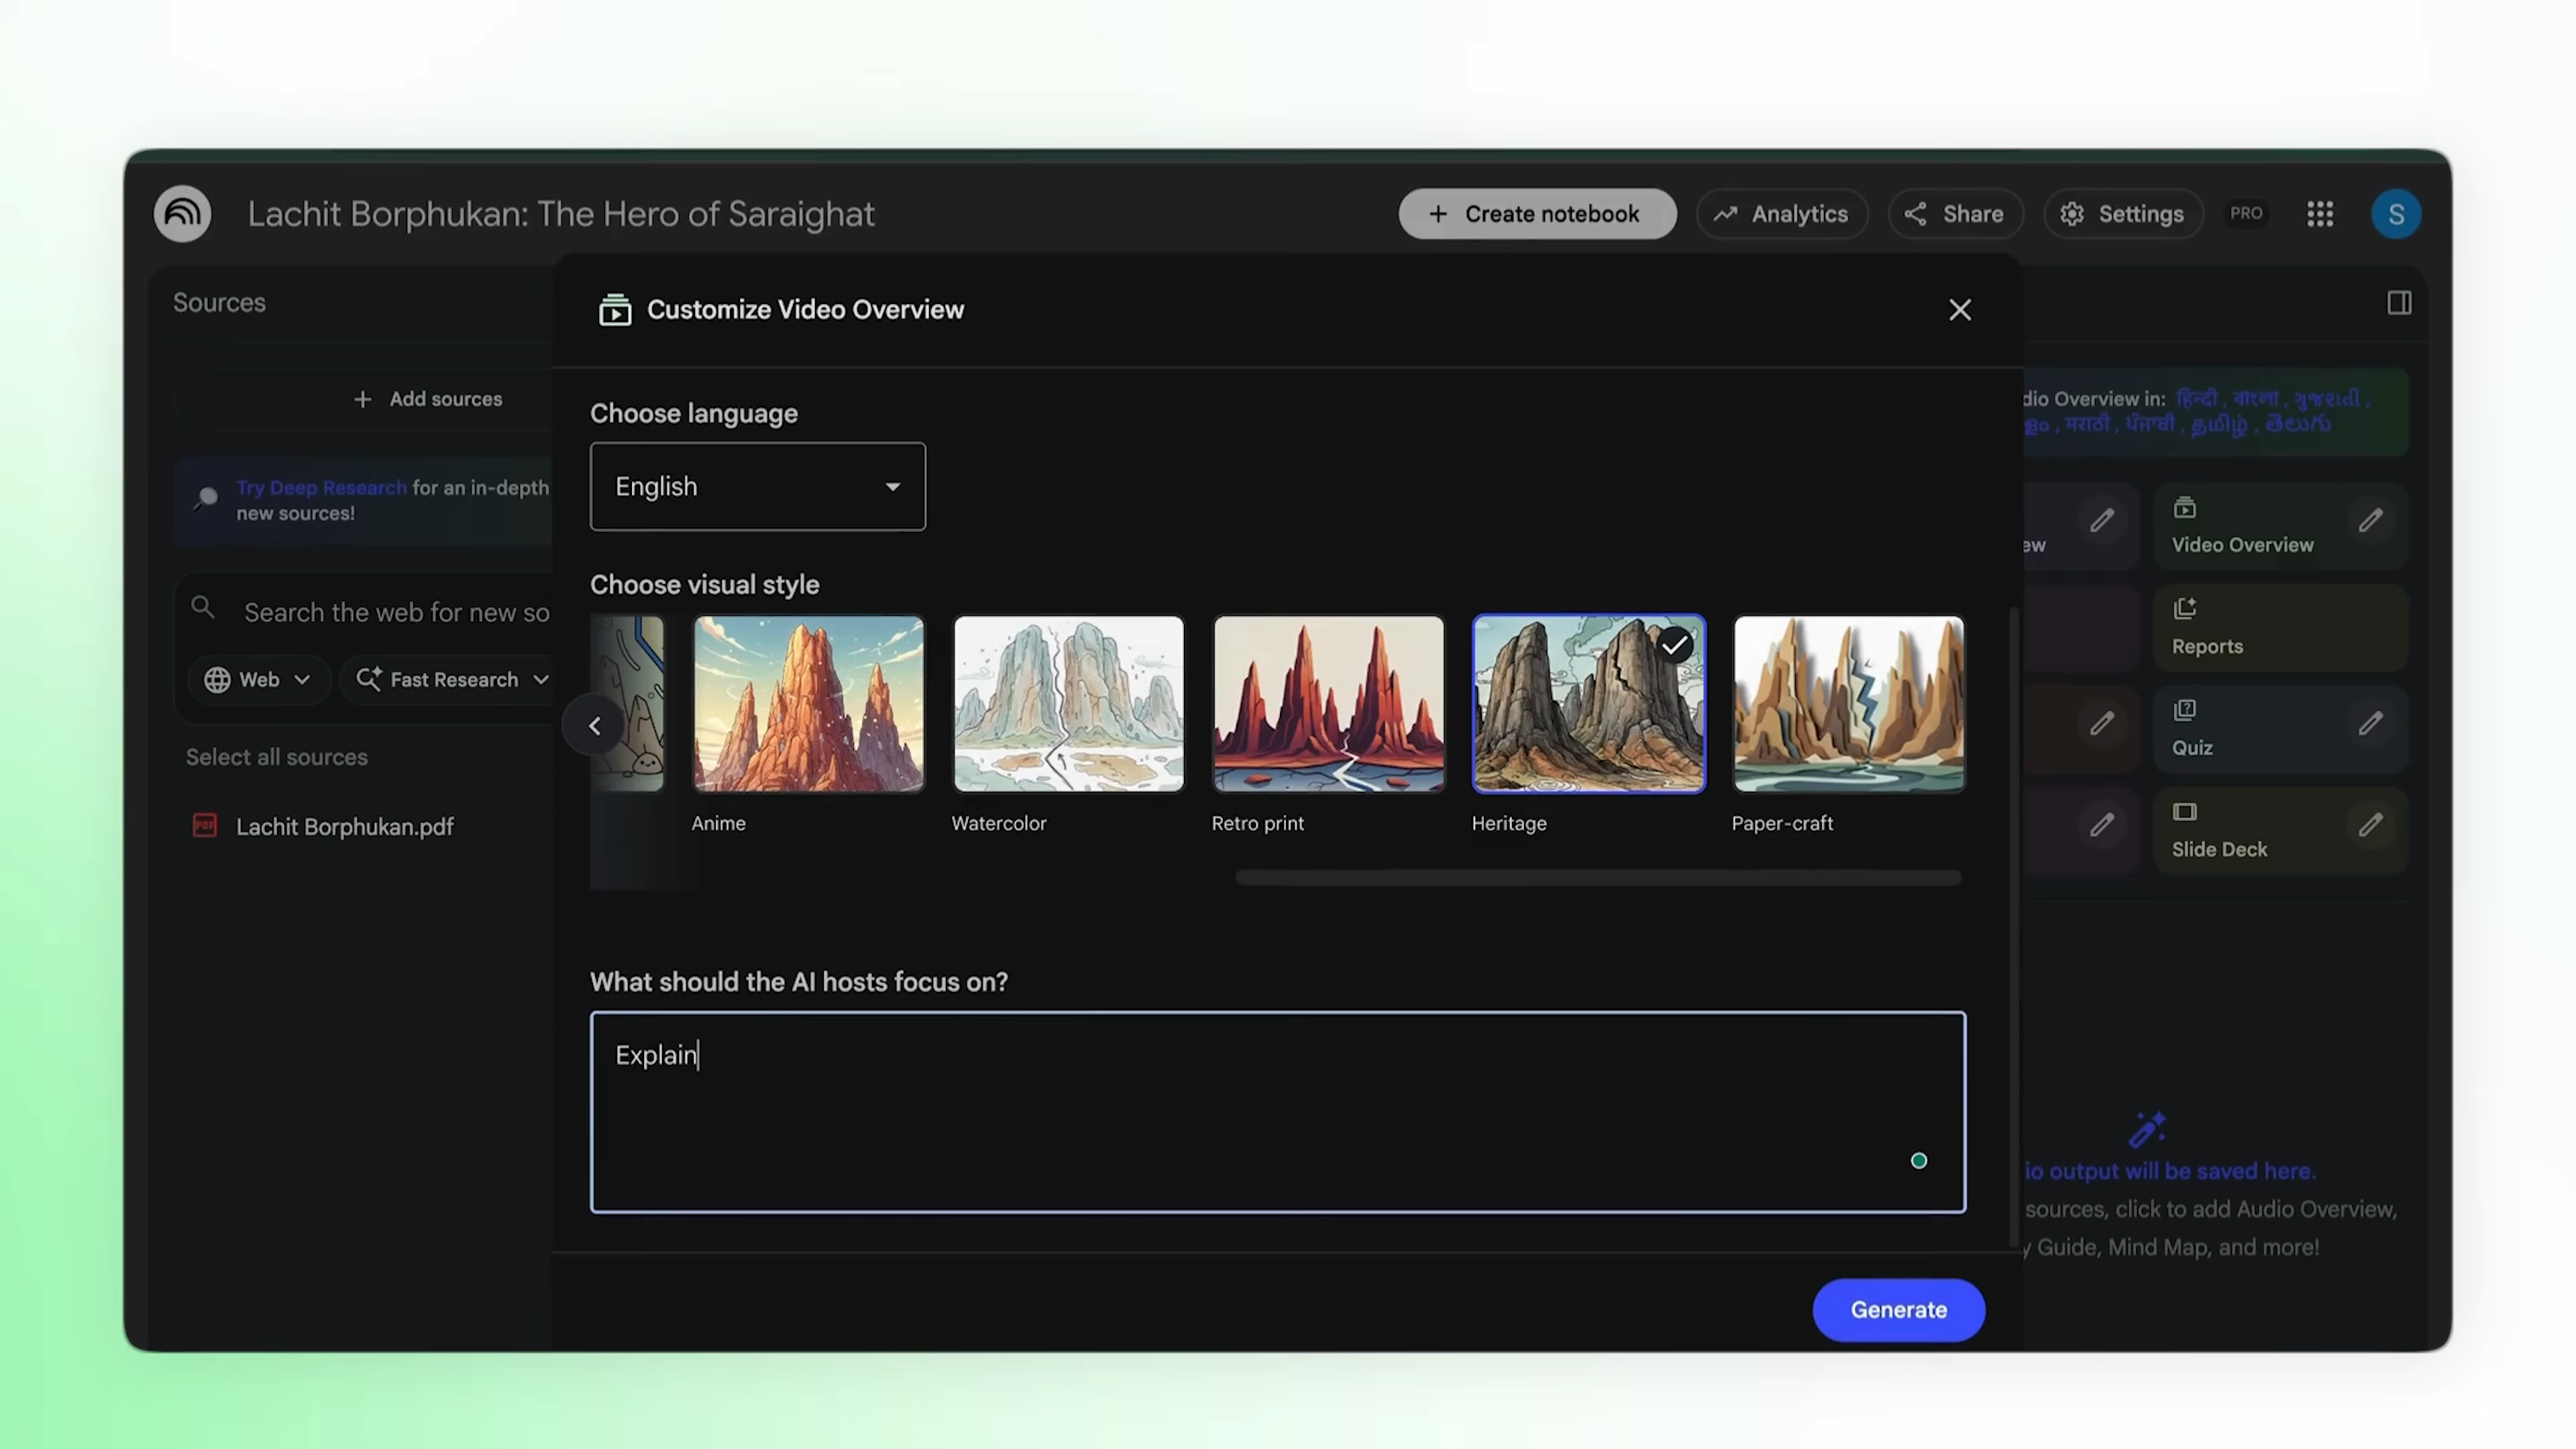 Lachit Borphukan: The Hero of Saraighat
Create notebook
Analytics
Share
Settings
PRO
S
Sources
Add sources
Try Deep Research for an in-depth
new sources!
Search the web for new so
Web
Fast Research
Select all sources
PDF
Lachit Borphukan.pdf
Customize Video Overview
Choose language
English
Choose visual style
Anime
Watercolor
Retro print
Heritage
Paper-craft
What should the AI hosts focus on?
Explain
Generate
dio Overview in: हिन्दी , বাংলা , ગુજરાતી ,
ളം , मराठी , ਪੰਜਾਬੀ , தமிழ் , తెలుగు
ew
Video Overview
Reports
Quiz
Slide Deck
io output will be saved here.
sources, click to add Audio Overview,
y Guide, Mind Map, and more!